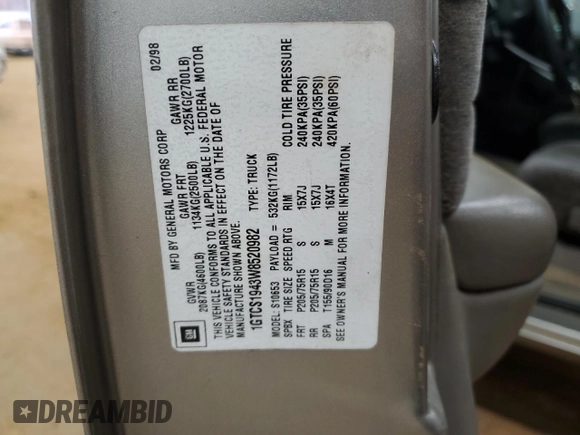 MFD BY GENERAL MOTORS CORP 02/98
GVWR GAWR FRT GAWR RR
2087KG(4600LB) 1134KG(2500LB) 1225KG(2700LB)
THIS VEHICLE CONFORMS TO ALL APPLICABLE U.S. FEDERAL MOTOR
VEHICLE SAFETY STANDARDS IN EFFECT ON THE DATE OF
MANUFACTURE SHOWN ABOVE.
1GTCS1943W8520982 TYPE: TRUCK
MODEL: S10653 PAYLOAD = 532KG(1172LB)
SPBX TIRE SIZE SPEED RTG RIM COLD TIRE PRESSURE
FRT P205/75R15 S 15X7J 240KPA(35PSI)
RR P205/75R15 S 15X7J 240KPA(35PSI)
SPA T155/90D16 M 16X4T 420KPA(60PSI)
SEE OWNER'S MANUAL FOR MORE INFORMATION.
GM
DREAMBID